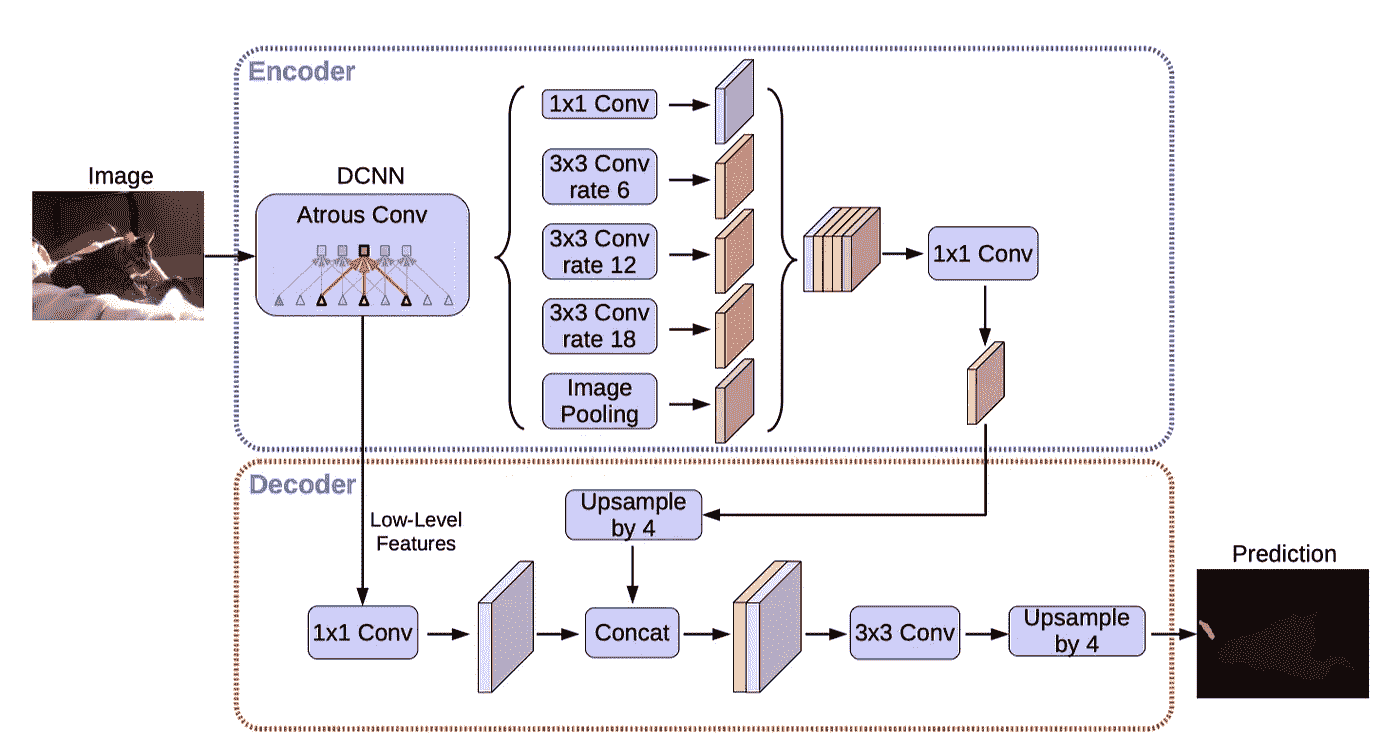 Encoder
Image
DCNN
Atrous Conv
1x1 Conv
3x3 Conv
rate 6
3x3 Conv
rate 12
3x3 Conv
rate 18
Image
Pooling
1x1 Conv
Decoder
Low-Level
Features
Upsample
by 4
1x1 Conv
Concat
3x3 Conv
Upsample
by 4
Prediction